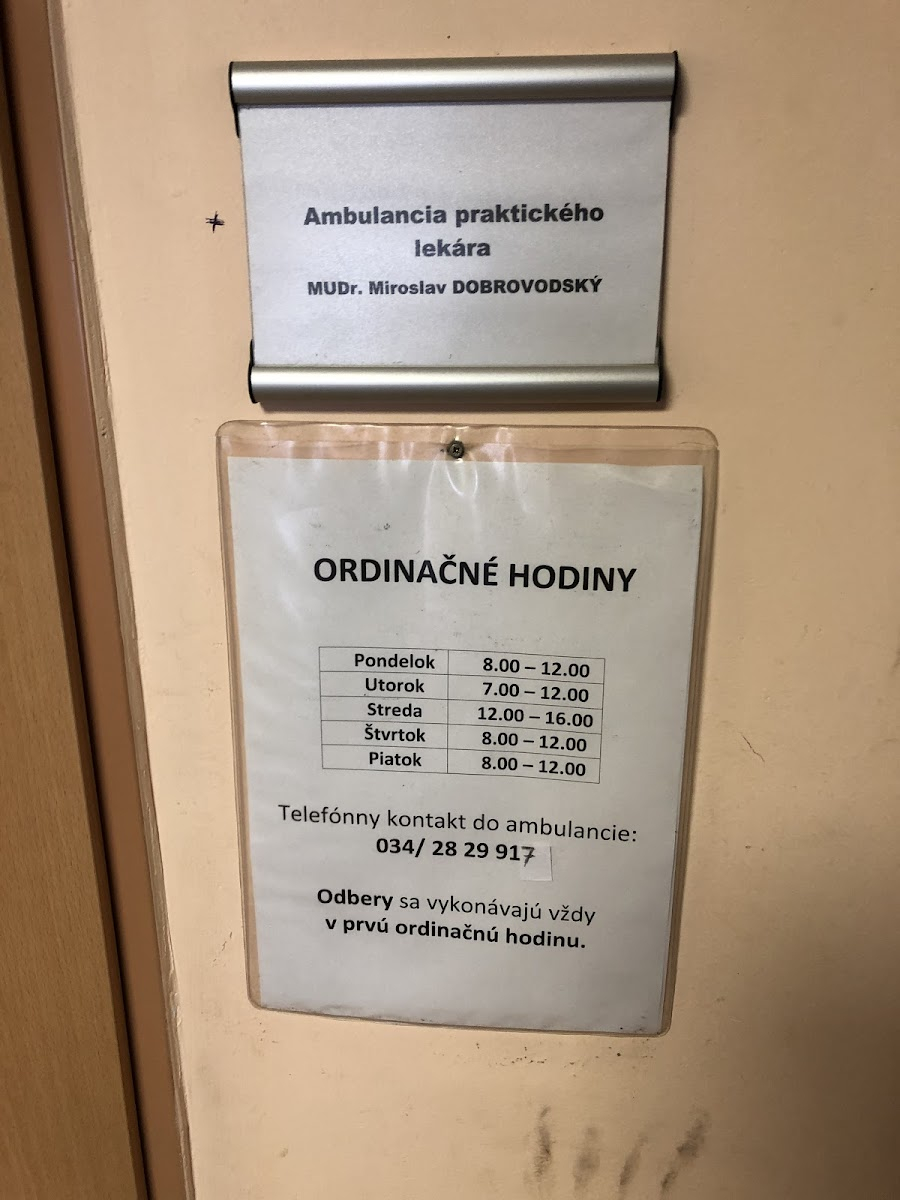 Ambulancia praktického
lekára
MUDr. Miroslav DOBROVODSKÝ
ORDINAČNÉ HODINY
Pondelok 8.00 – 12.00
Utorok 7.00 – 12.00
Streda 12.00 – 16.00
Štvrtok 8.00 – 12.00
Piatok 8.00 – 12.00
Telefónny kontakt do ambulancie:
034/ 28 29 917
Odbery sa vykonávajú vždy
v prvú ordinačnú hodinu.